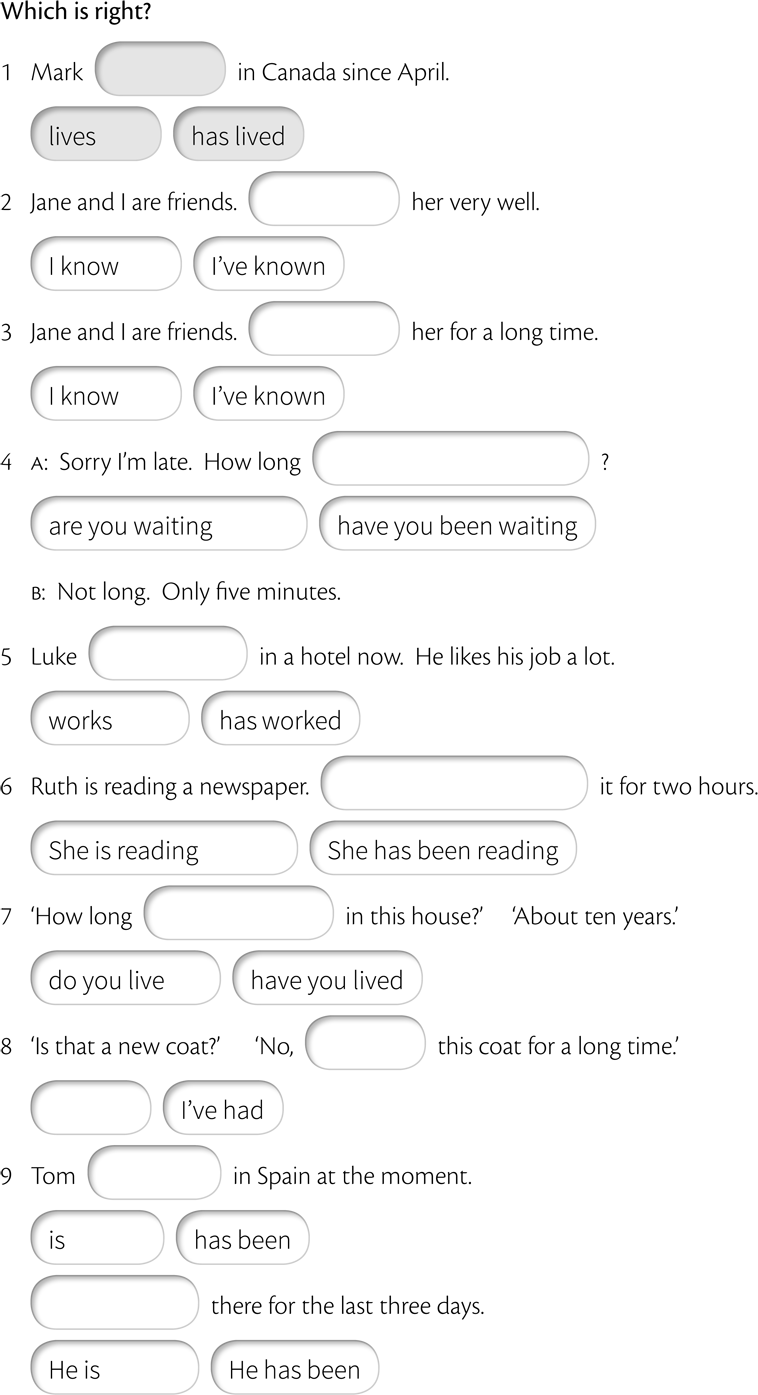 Which is right?
1 Mark in Canada since April.
lives has lived
2 Jane and I are friends. her very well.
I know I’ve known
3 Jane and I are friends. her for a long time.
I know I’ve known
4 A: Sorry I’m late. How long ?
are you waiting have you been waiting
B: Not long. Only five minutes.
5 Luke in a hotel now. He likes his job a lot.
works has worked
6 Ruth is reading a newspaper. it for two hours.
She is reading She has been reading
7 ‘How long in this house?’ ‘About ten years.’
do you live have you lived
8 ‘Is that a new coat?’ ‘No, this coat for a long time.’
I’ve had
9 Tom in Spain at the moment.
is has been
there for the last three days.
He is He has been